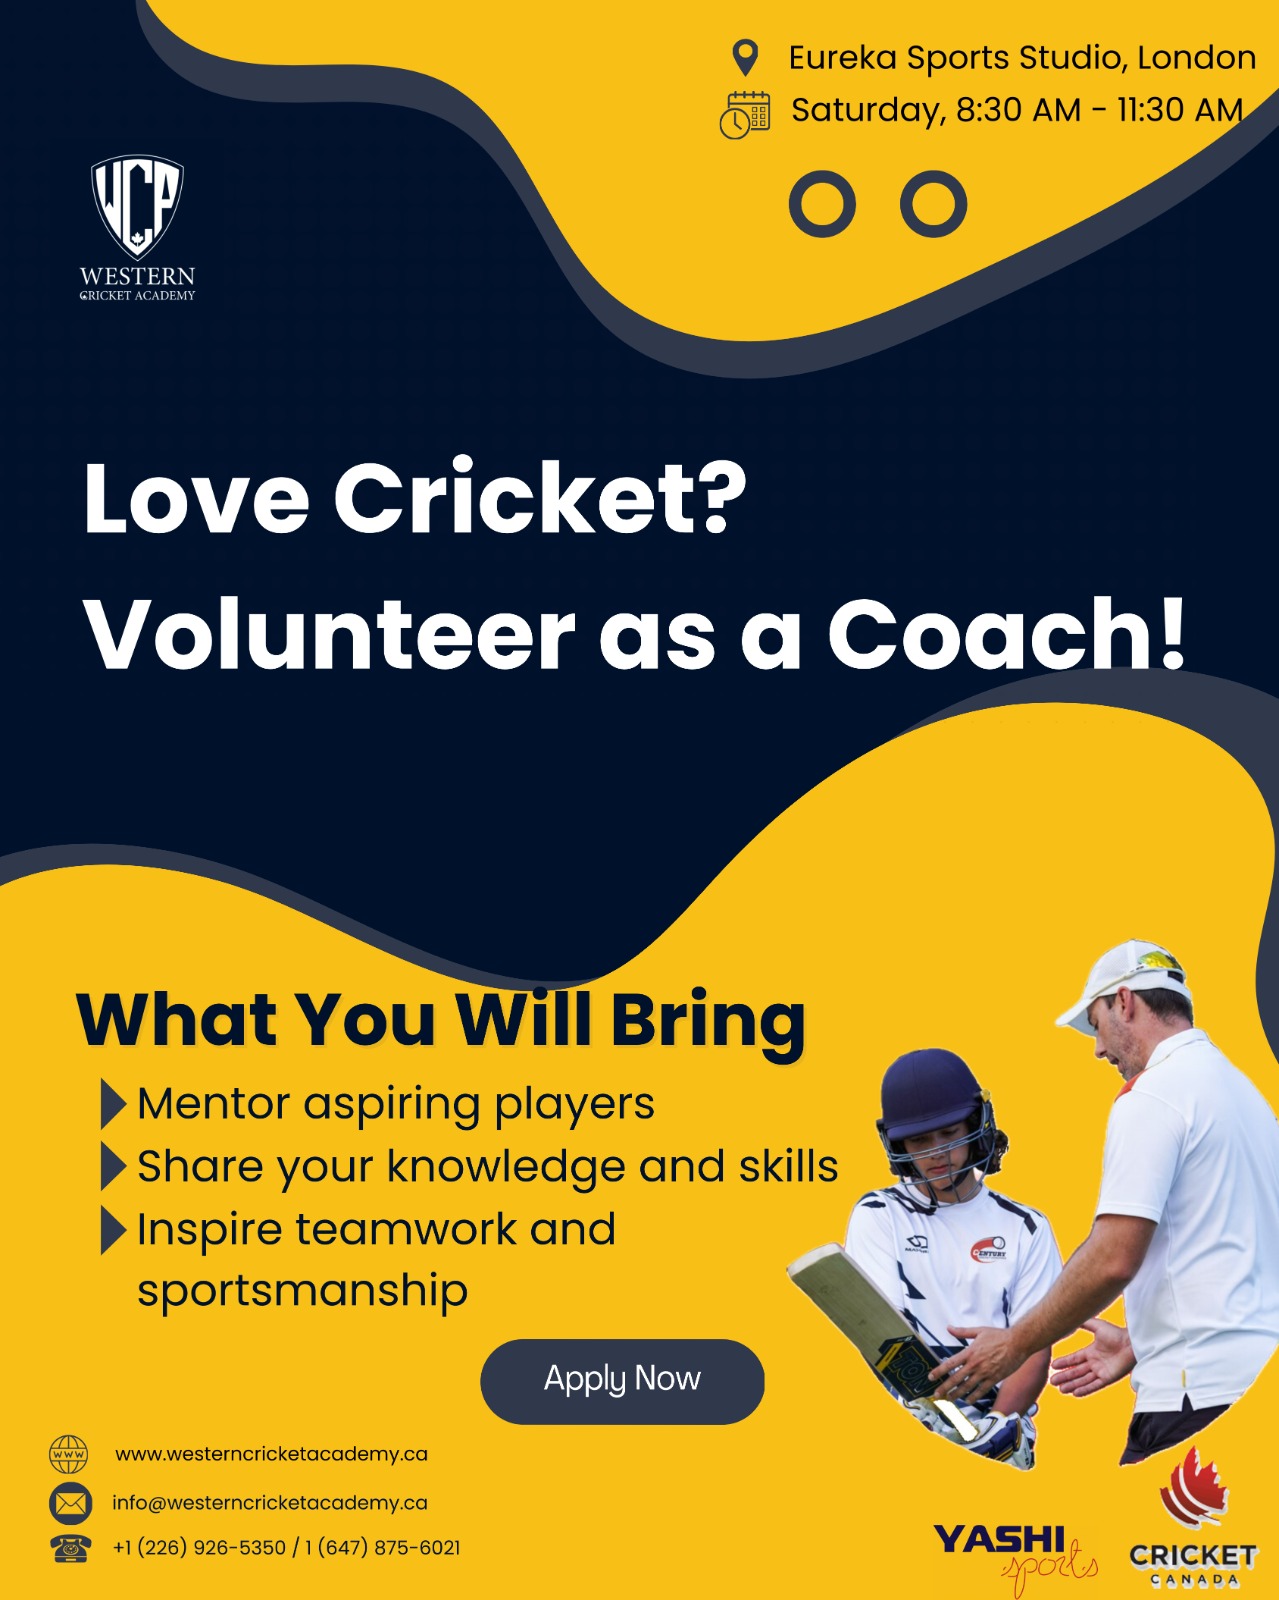 Eureka Sports Studio, London
Saturday, 8:30 AM - 11:30 AM
WCA
WESTERN
CRICKET ACADEMY
Love Cricket?
Volunteer as a Coach!
What You Will Bring
Mentor aspiring players
Share your knowledge and skills
Inspire teamwork and
sportsmanship
CENTURY
Apply Now
www.westerncricketacademy.ca
info@westerncricketacademy.ca
+1 (226) 926-5350 / 1 (647) 875-6021
YASHI
sports
CRICKET
CANADA